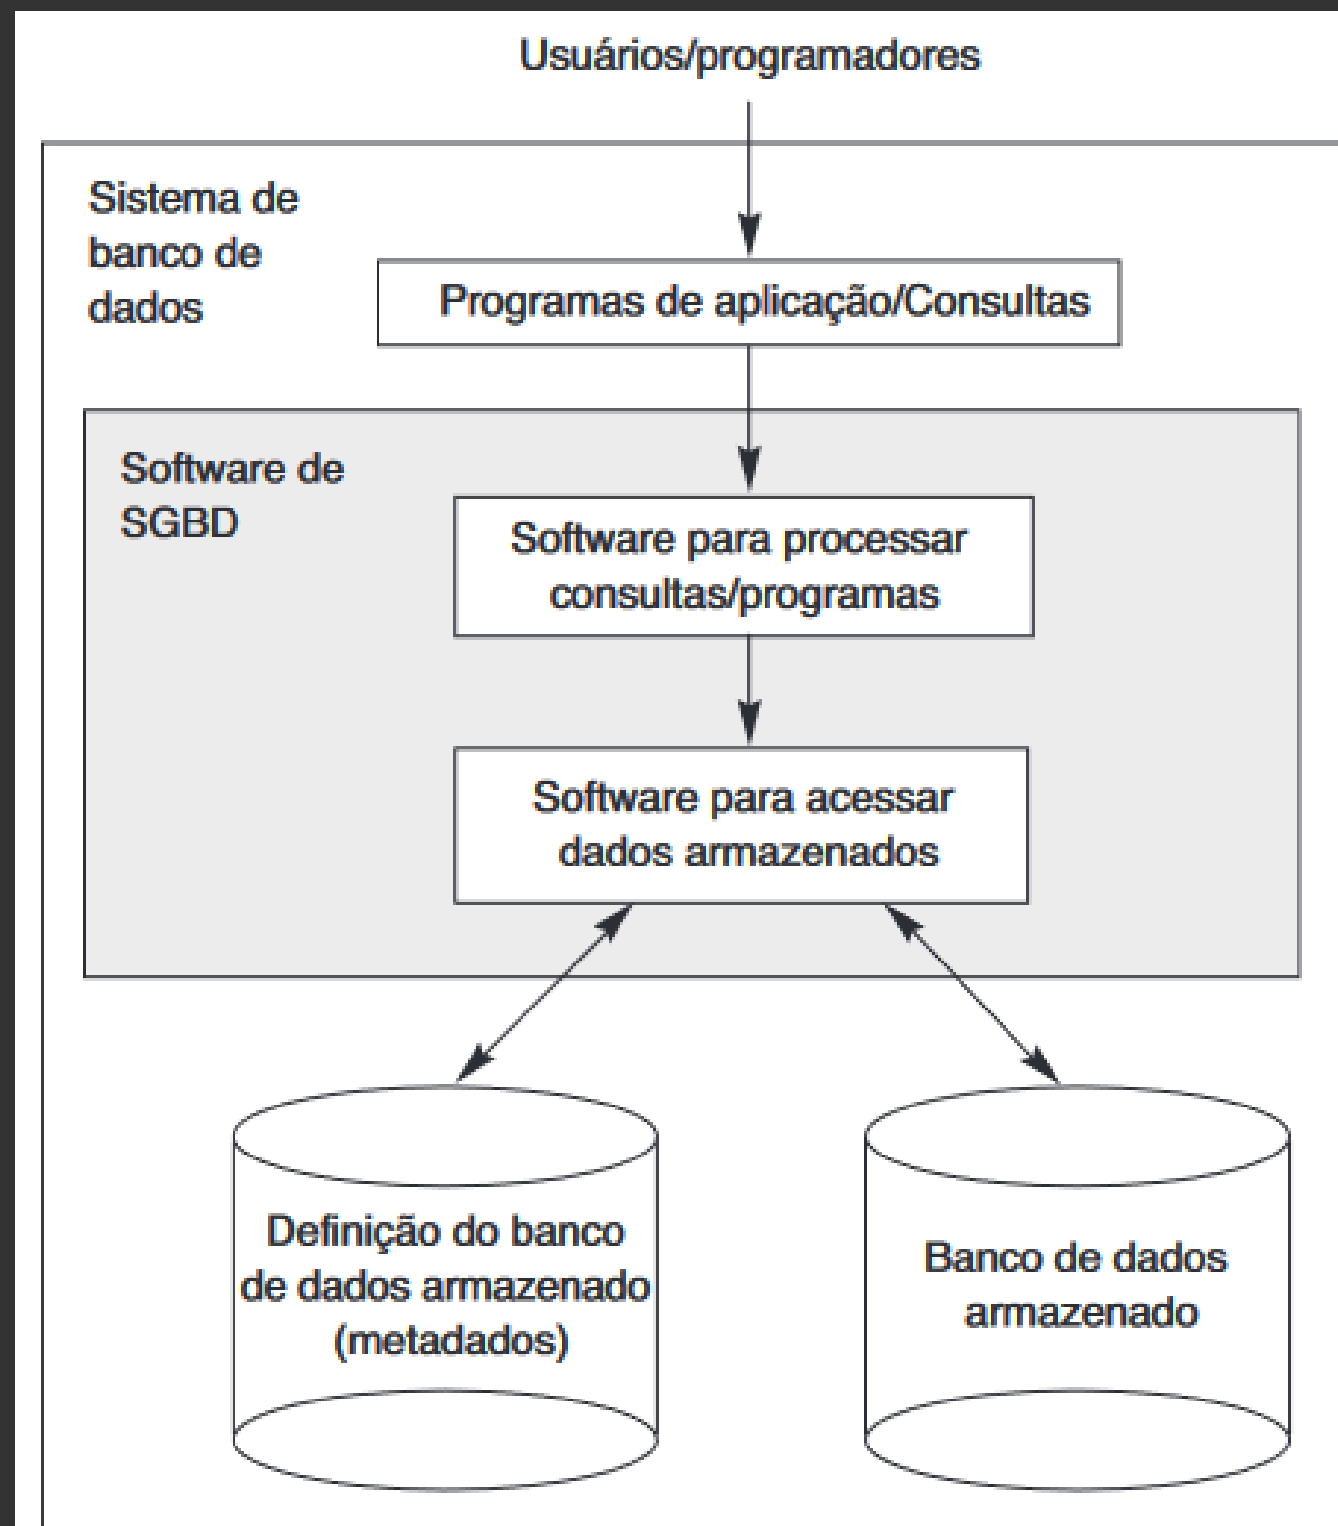 Usuários/programadores
Sistema de
banco de
dados
Programas de aplicação/Consultas
Software de
SGBD
Software para processar
consultas/programas
Software para acessar
dados armazenados
Definição do banco
de dados armazenado
(metadados)
Banco de dados
armazenado